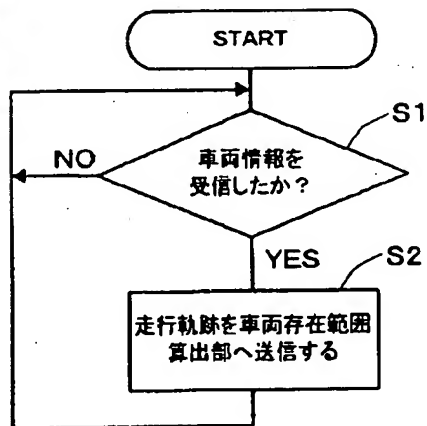 START
S1
車両情報を
受信したか？
NO
YES
S2
走行軌跡を車両存在範囲
算出部へ送信する